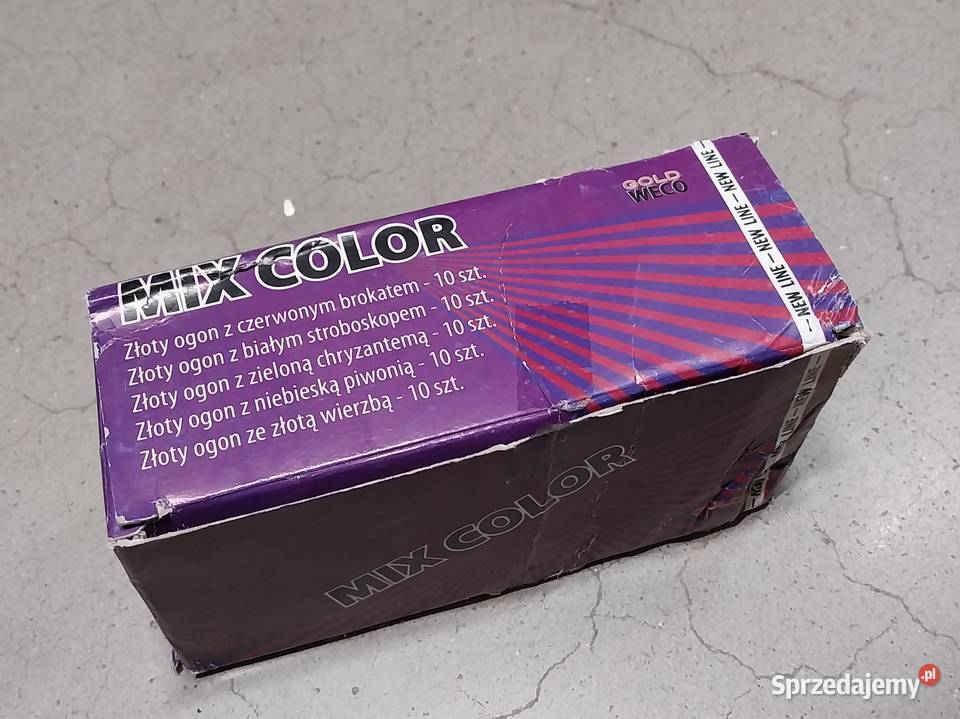 GOLD
WECO
— NEW LINE — NEW LINE — NEW LINE —
MIX COLOR
Złoty ogon z czerwonym brokatem - 10 szt.
Złoty ogon z białym stroboskopem - 10 szt.
Złoty ogon z zieloną chryzantemą - 10 szt.
Złoty ogon z niebieską piwonią - 10 szt.
Złoty ogon ze złotą wierzbą - 10 szt.
MIX COLOR
Sprzedajemy.pl